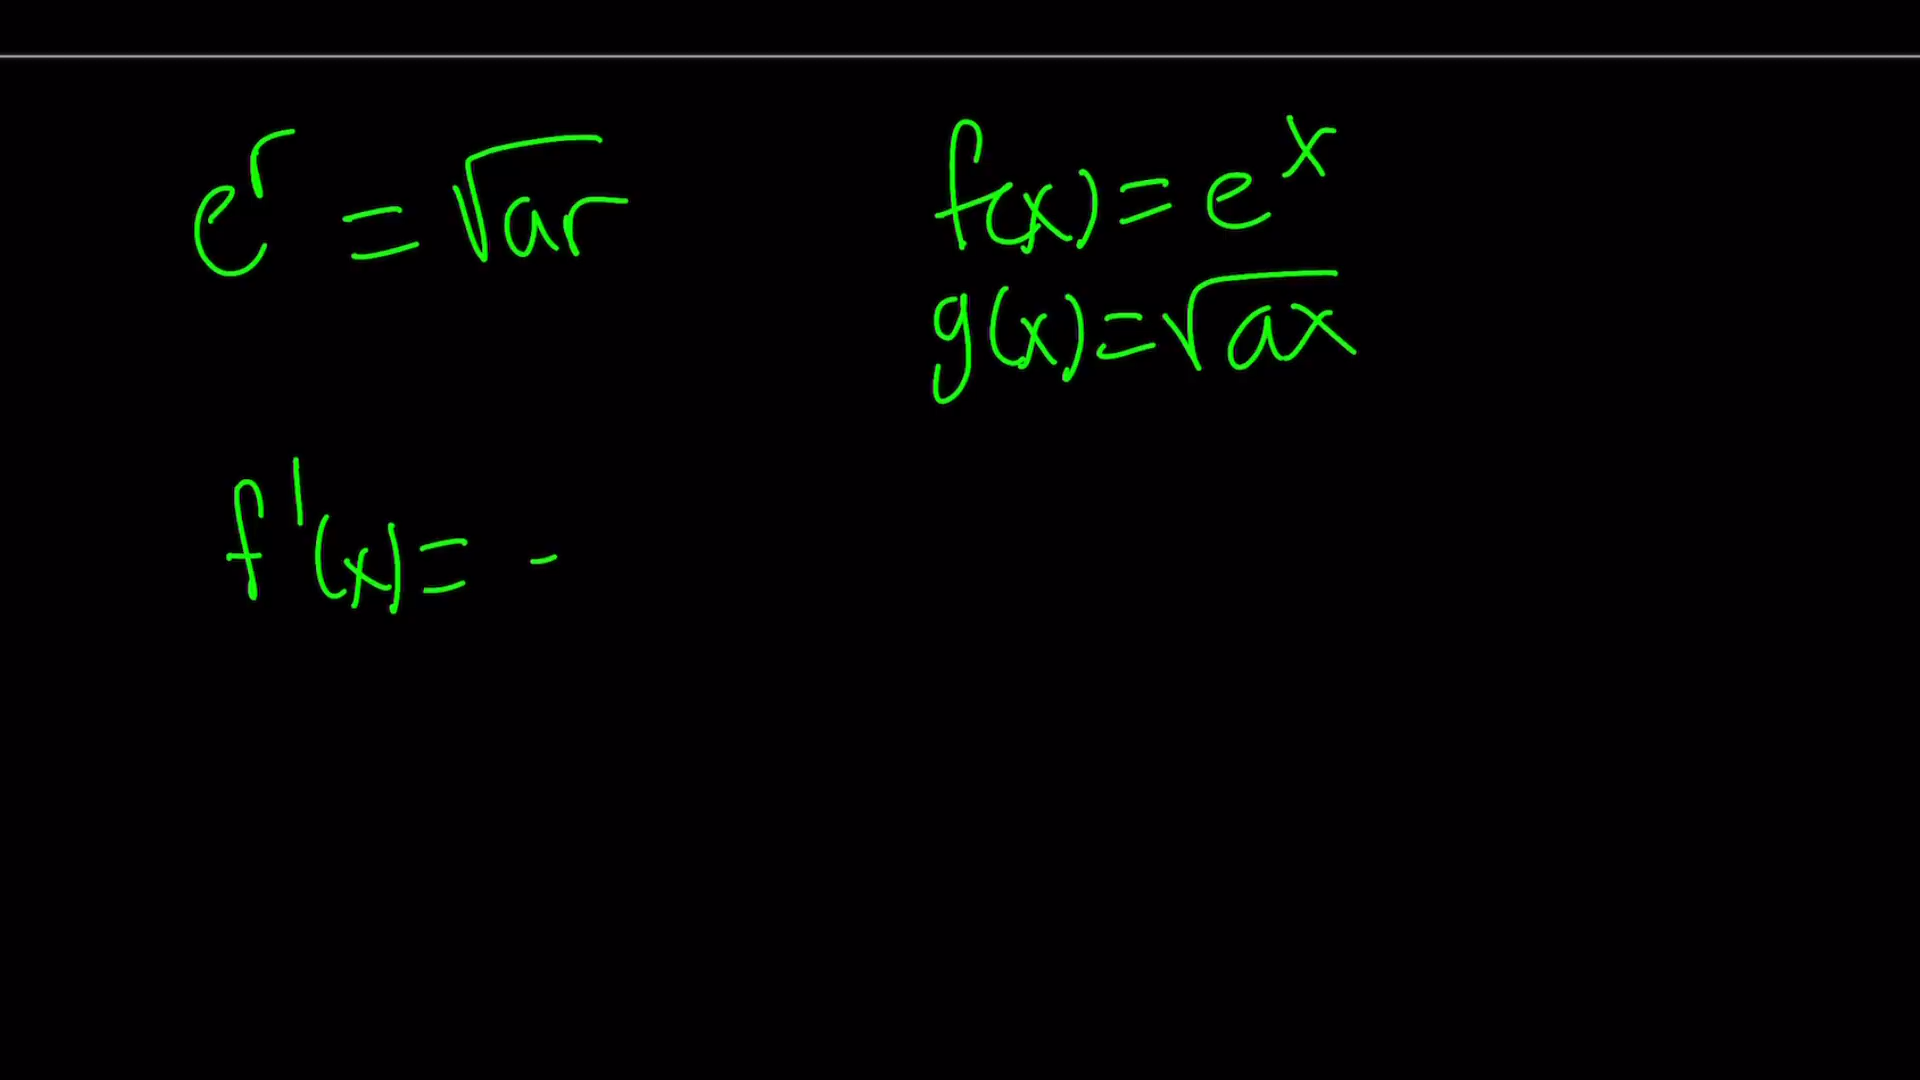 e^r = √ar
f(x) = e^x
g(x) = √ax
f'(x) = -